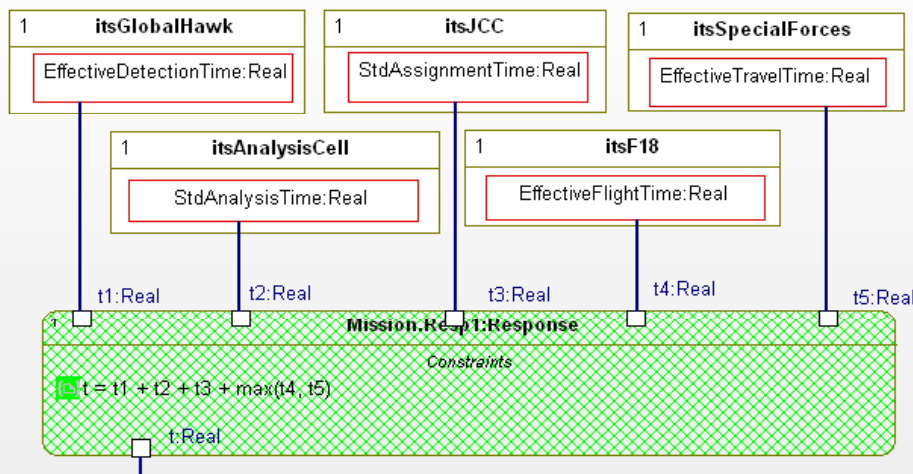 1 itsGlobalHawk
EffectiveDetectionTime:Real
1 itsJCC
StdAssignmentTime:Real
1 itsSpecialForces
EffectiveTravelTime:Real
1 itsAnalysisCell
StdAnalysisTime:Real
1 itsF18
EffectiveFlightTime:Real
t1:Real
t2:Real
t3:Real
t4:Real
t5:Real
1 Mission.Resp1:Response
Constraints
t = t1 + t2 + t3 + max(t4, t5)
t:Real